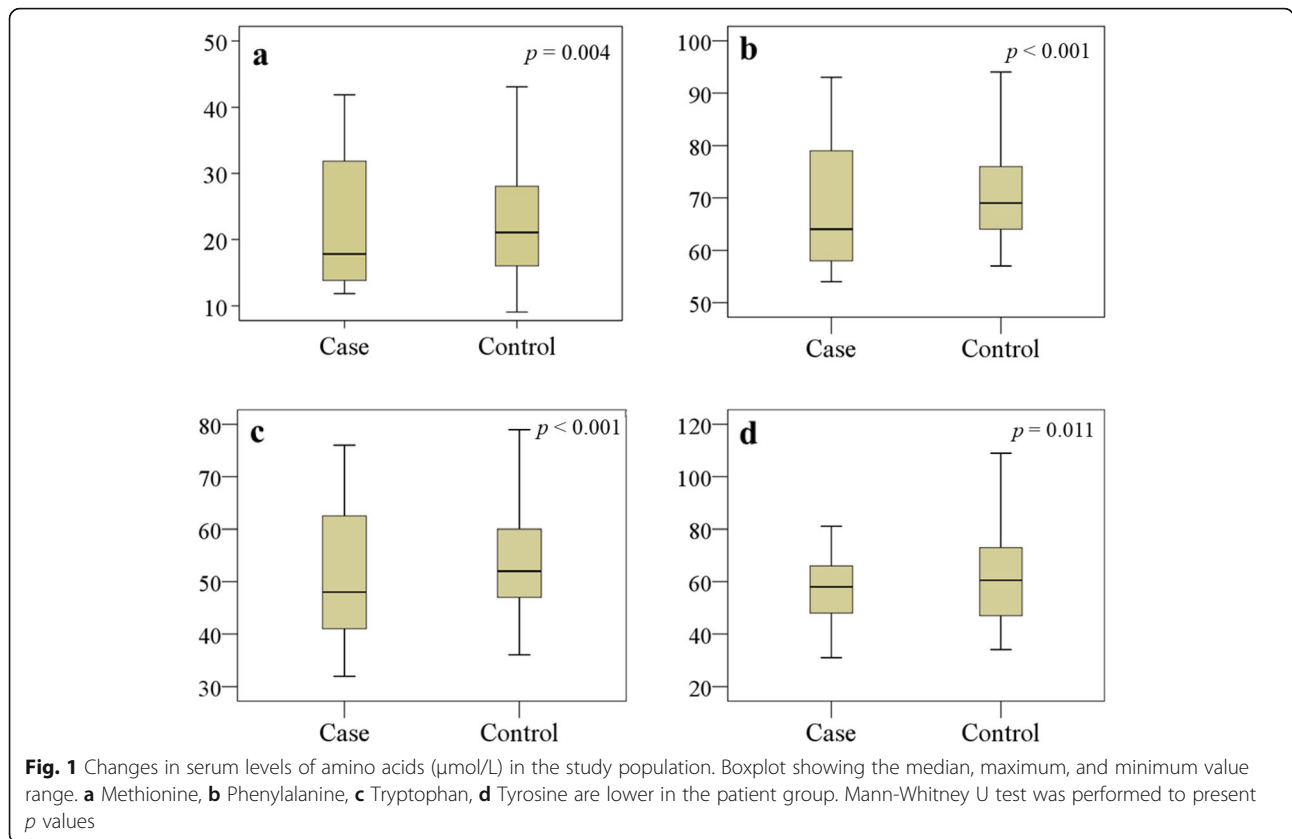 a
p = 0.004
50
40
30
20
10
Case Control
b
p < 0.001
100
90
80
70
60
50
Case Control
c
p < 0.001
80
70
60
50
40
30
Case Control
d
p = 0.011
120
100
80
60
40
20
Case Control
Fig. 1 Changes in serum levels of amino acids (μmol/L) in the study population. Boxplot showing the median, maximum, and minimum value
range. a Methionine, b Phenylalanine, c Tryptophan, d Tyrosine are lower in the patient group. Mann-Whitney U test was performed to present
p values